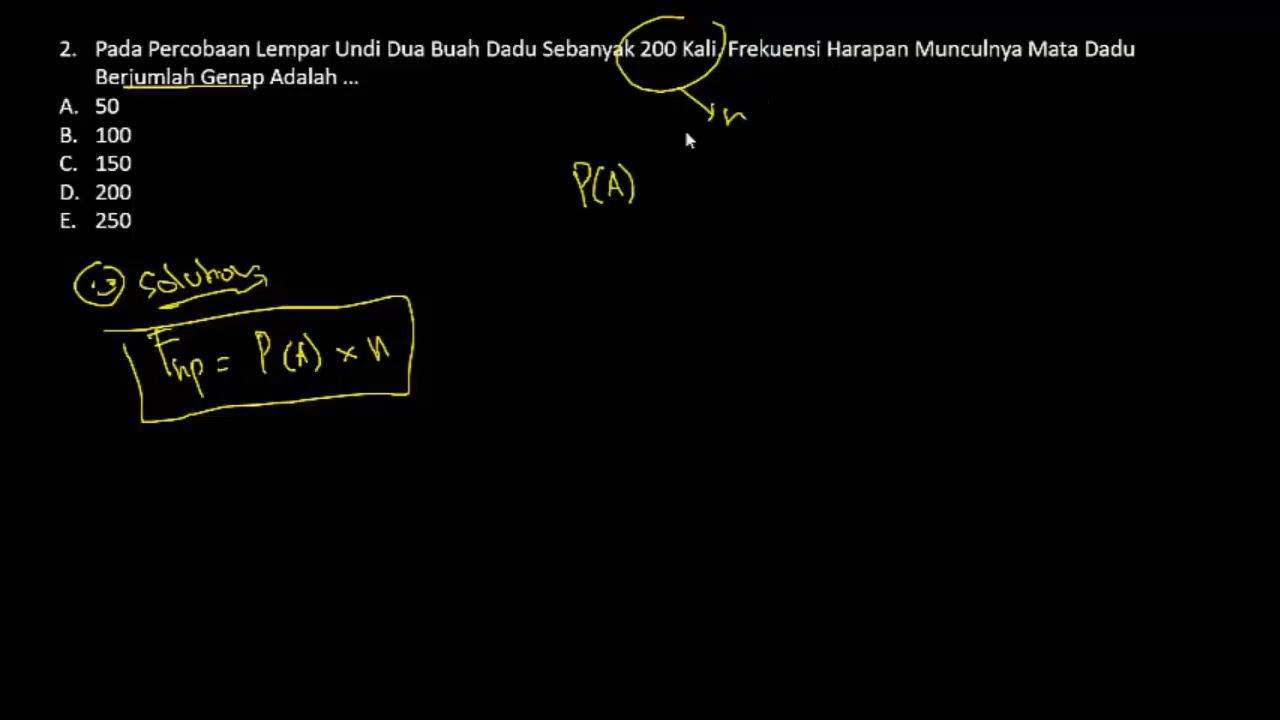 2. Pada Percobaan Lempar Undi Dua Buah Dadu Sebanyak 200 Kali, Frekuensi Harapan Munculnya Mata Dadu
Berjumlah Genap Adalah ...
A. 50
B. 100
C. 150
D. 200
E. 250
n
P(A)
solution
Fhp = P(A) × n